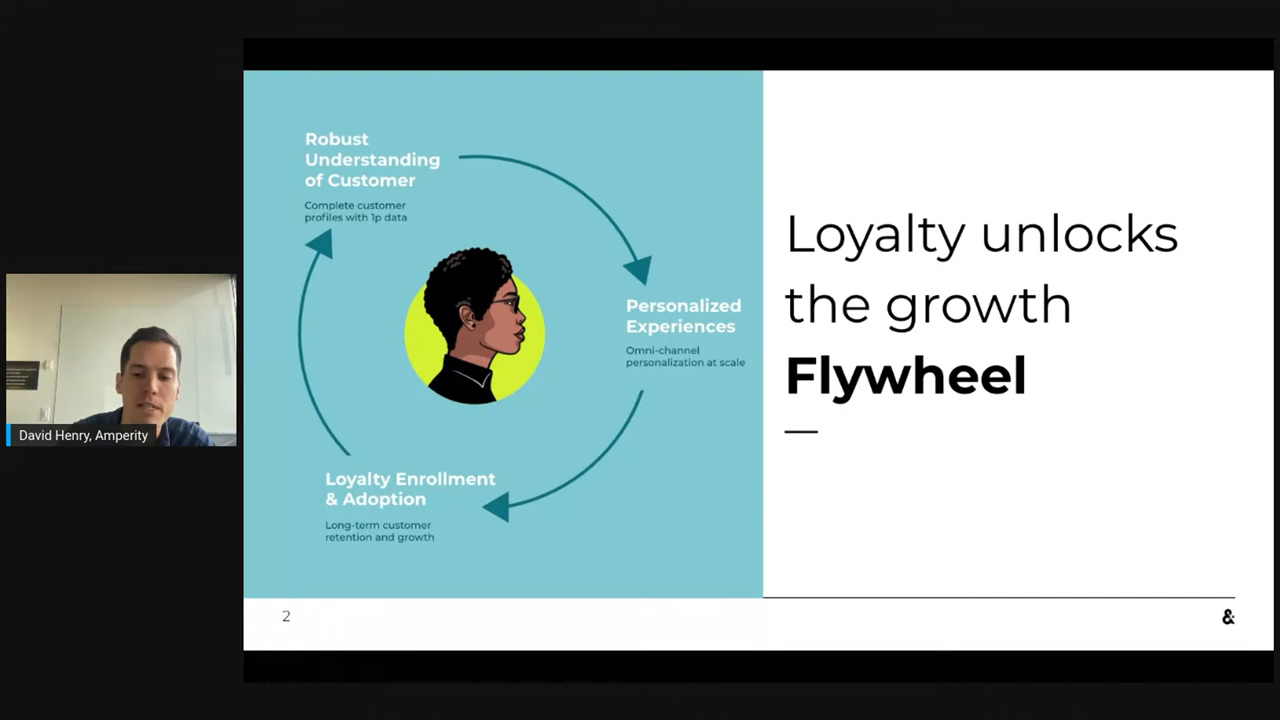 Robust
Understanding
of Customer
Complete customer
profiles with 1p data
Personalized
Experiences
Omni-channel
personalization at scale
Loyalty Enrollment
& Adoption
Long-term customer
retention and growth
Loyalty unlocks
the growth
Flywheel
2
&
David Henry, Amperity